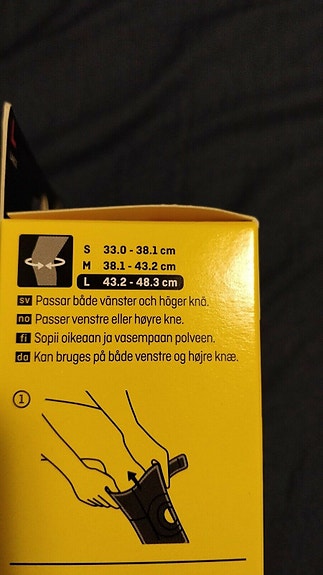 S 33.0 - 38.1 cm
M 38.1 - 43.2 cm
L 43.2 - 48.3 cm
sv Passar både vänster och höger knä.
no Passer venstre eller høyre kne.
fi Sopii oikeaan ja vasempaan polveen.
da Kan bruges på både venstre og højre knæ.
1